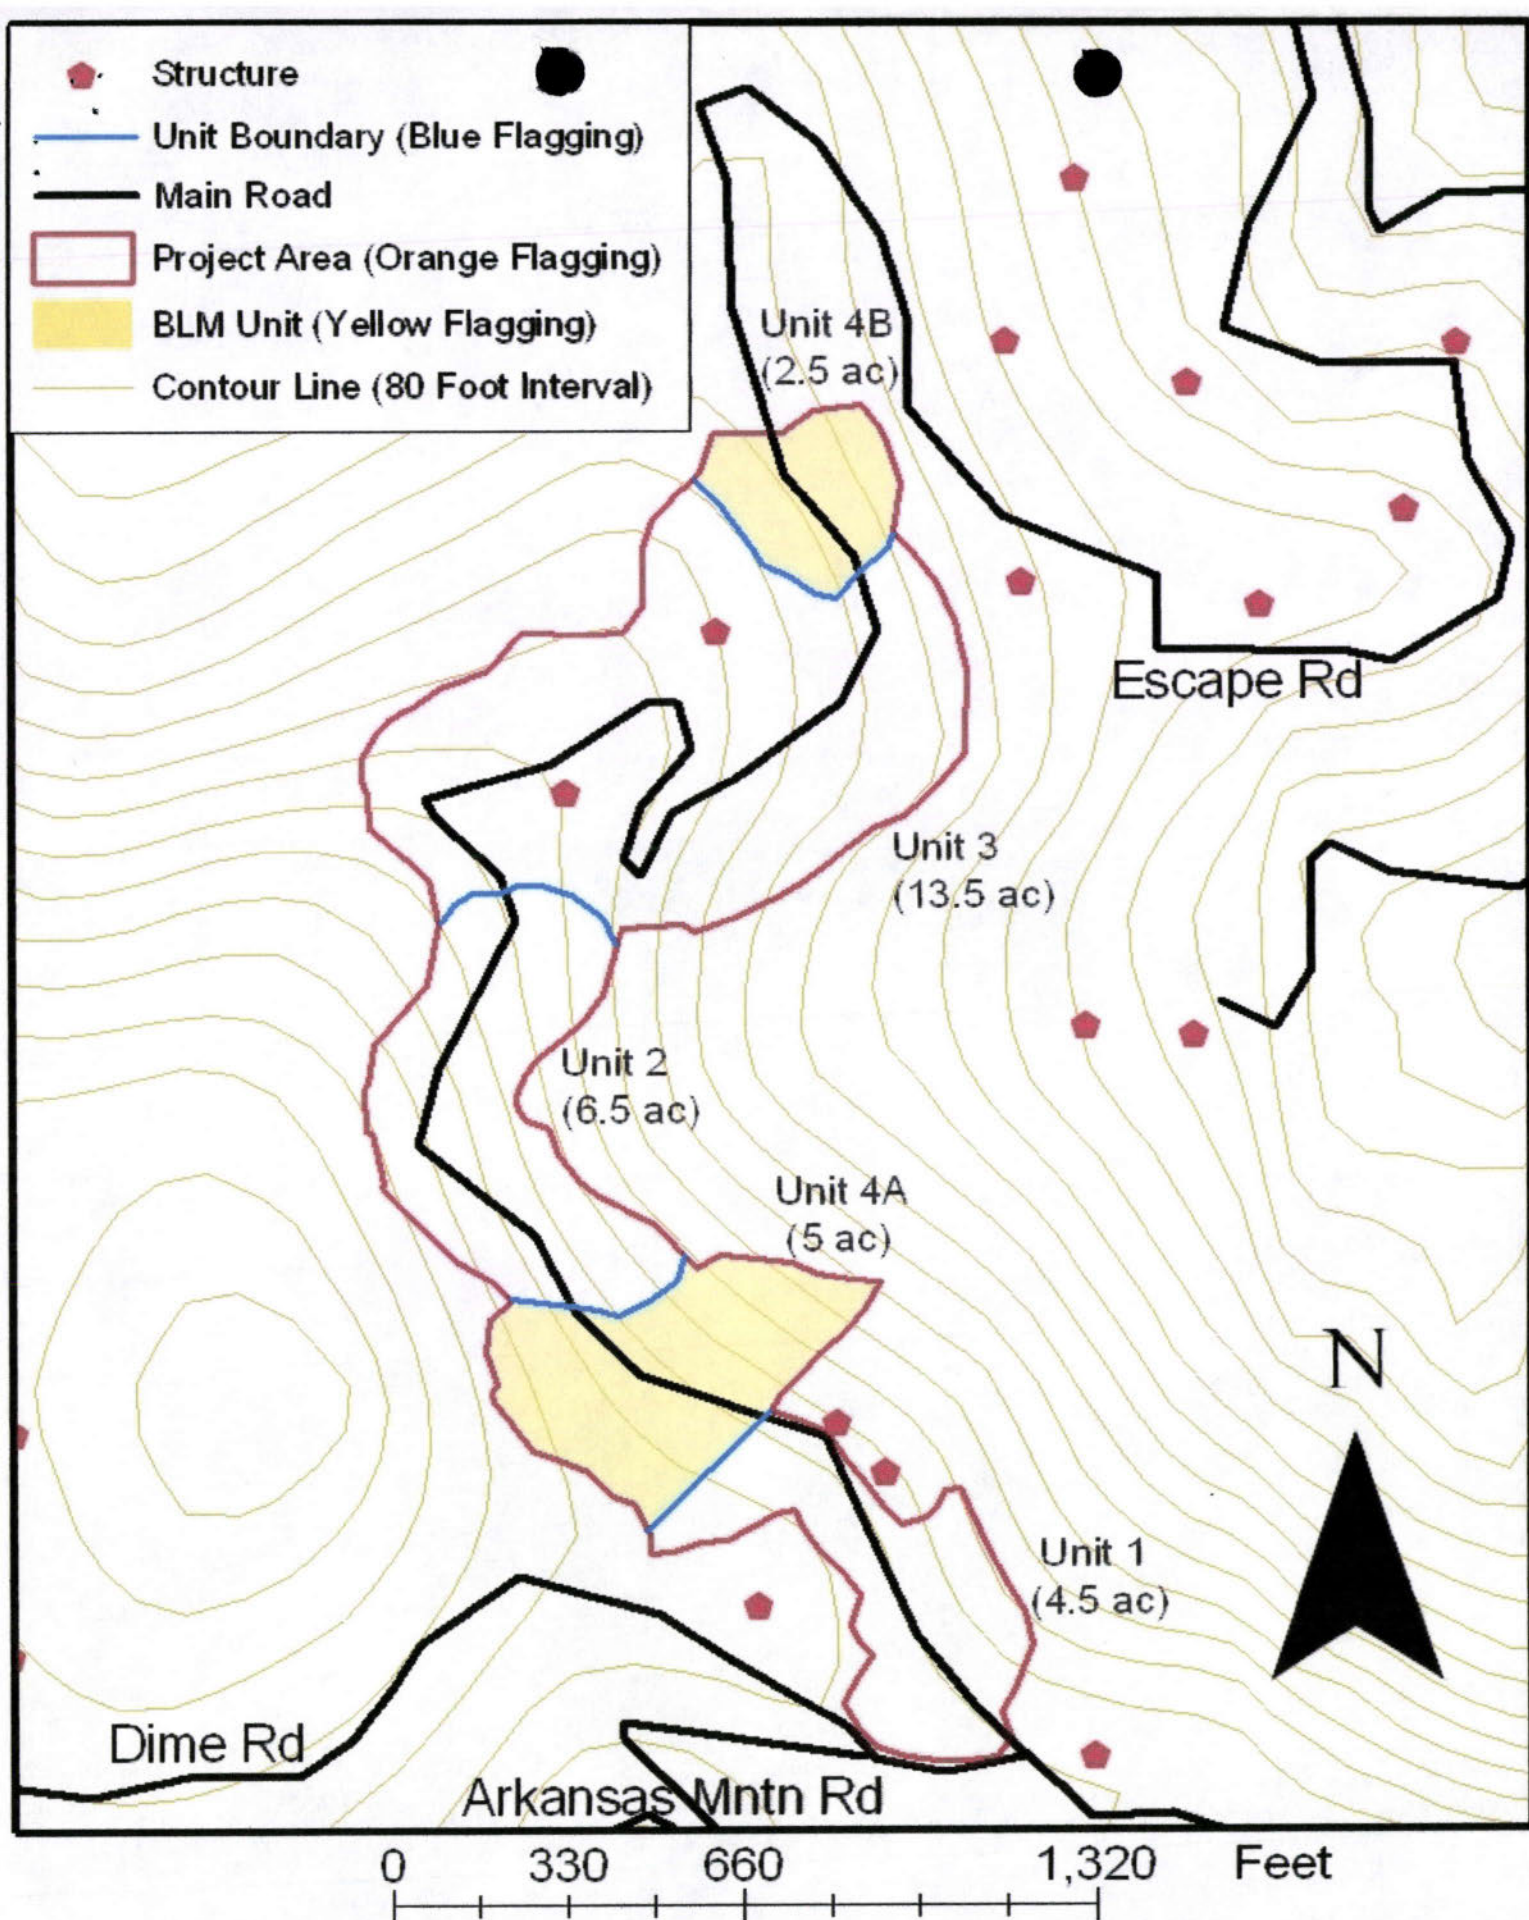 Structure
Unit Boundary (Blue Flagging)
Main Road
Project Area (Orange Flagging)
BLM Unit (Yellow Flagging)
Contour Line (80 Foot Interval)
Unit 4B
(2.5 ac)
Escape Rd
Unit 3
(13.5 ac)
Unit 2
(6.5 ac)
Unit 4A
(5 ac)
N
Unit 1
(4.5 ac)
Dime Rd
Arkansas Mntn Rd
0 330 660 1,320 Feet